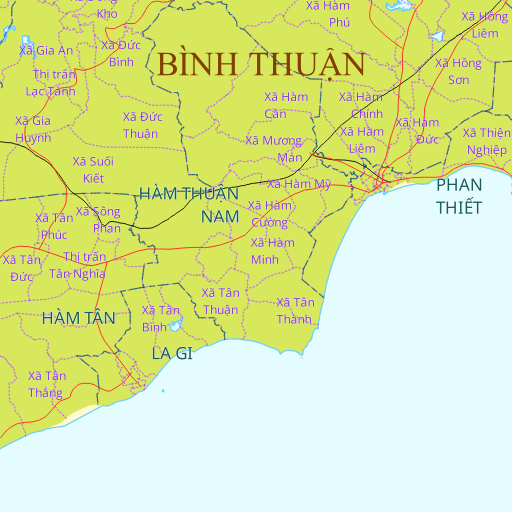 Kho
Xã Hàm
Phú
Xã Hồng
Liêm
Xã Gia An
Xã Đức
Bình
BÌNH THUẬN
Xã Hồng
Sơn
Thị trấn
Lạc Tánh
Xã Hàm
Cần
Xã Hàm
Chính
Xã Gia
Huynh
Xã Đức
Thuận
Xã Hàm
Liêm
Xã Hàm
Đức
Xã Thiện
Nghiệp
Xã Mương
Mán
Xã Suối
Kiết
Xã Hàm Mỹ
PHAN
THIẾT
HÀM THUẬN
NAM
Xã Hàm
Cường
Xã Tân
Phúc
Xã Sông
Phan
Xã Hàm
Minh
Xã Tân
Đức
Thị trấn
Tân Nghĩa
Xã Tân
Thuận
Xã Tân
Thành
Xã Tân
Bình
HÀM TÂN
LA GI
Xã Tân
Thắng